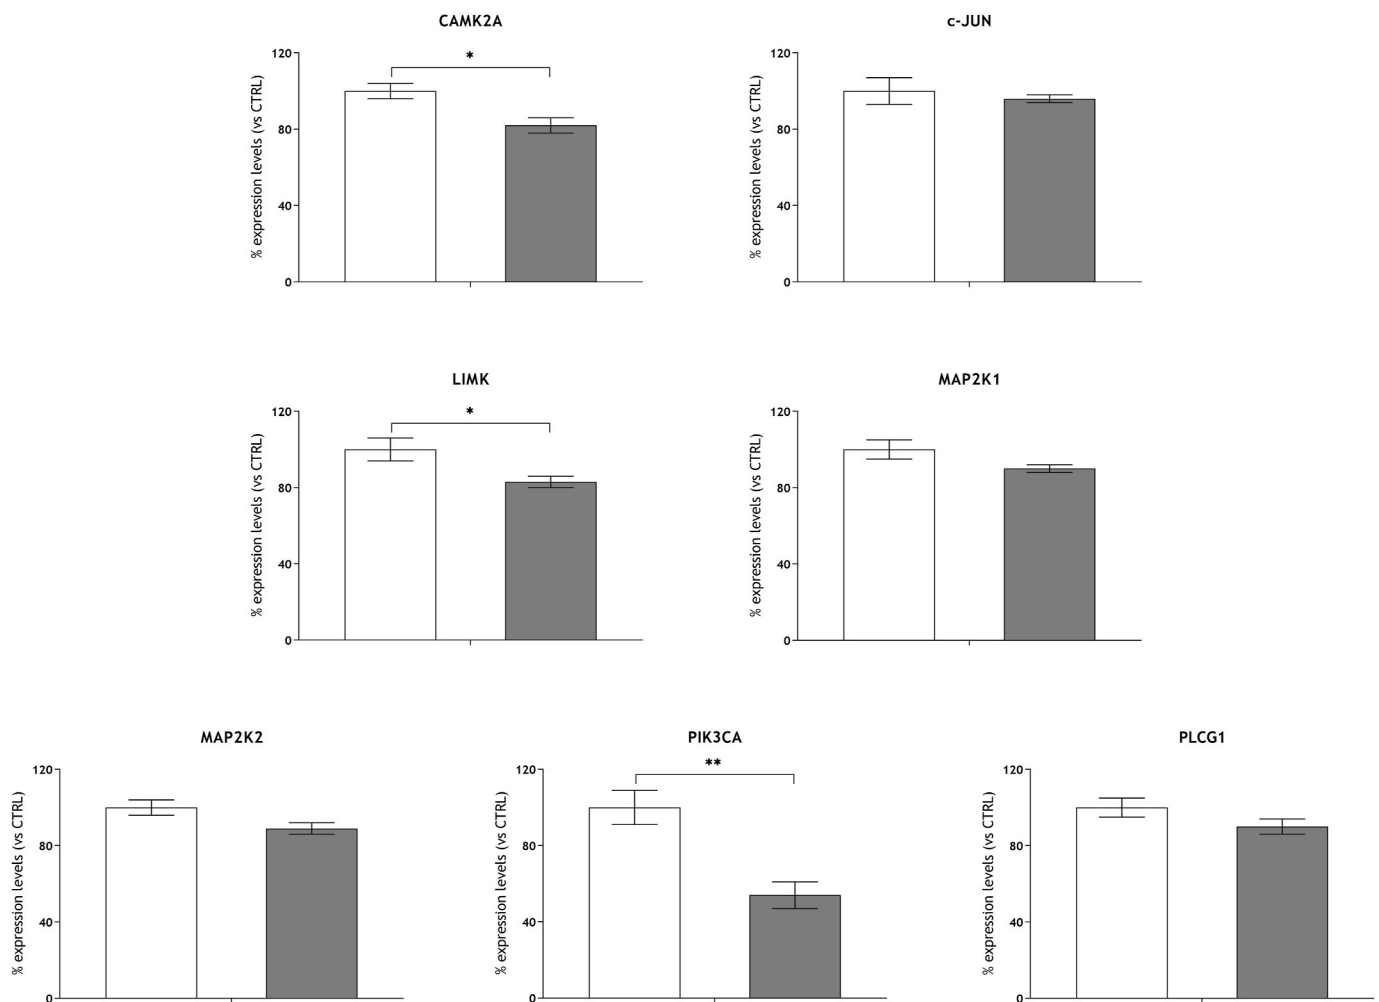 CAMK2A
c-JUN
% expression levels (vs CTRL)
120
80
40
0
*
% expression levels (vs CTRL)
120
80
40
0
LIMK
MAP2K1
% expression levels (vs CTRL)
120
80
40
0
*
% expression levels (vs CTRL)
120
80
40
0
MAP2K2
PIK3CA
PLCG1
% expression levels (vs CTRL)
120
80
40
0
% expression levels (vs CTRL)
120
80
40
0
**
% expression levels (vs CTRL)
120
80
40
0